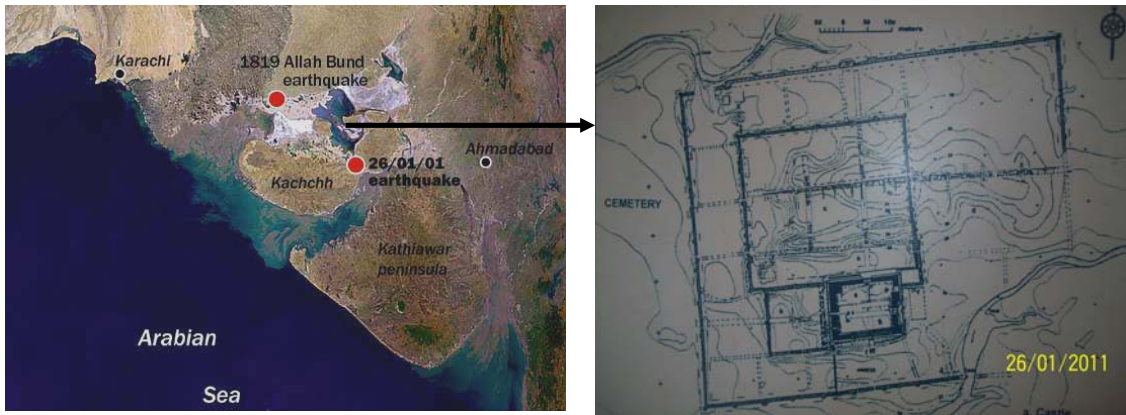 Karachi
1819 Allah Bund
earthquake
26/01/01
earthquake
Ahmadabad
Kachchh
Kathiawar
peninsula
Arabian
Sea
meters
CEMETERY
26/01/2011